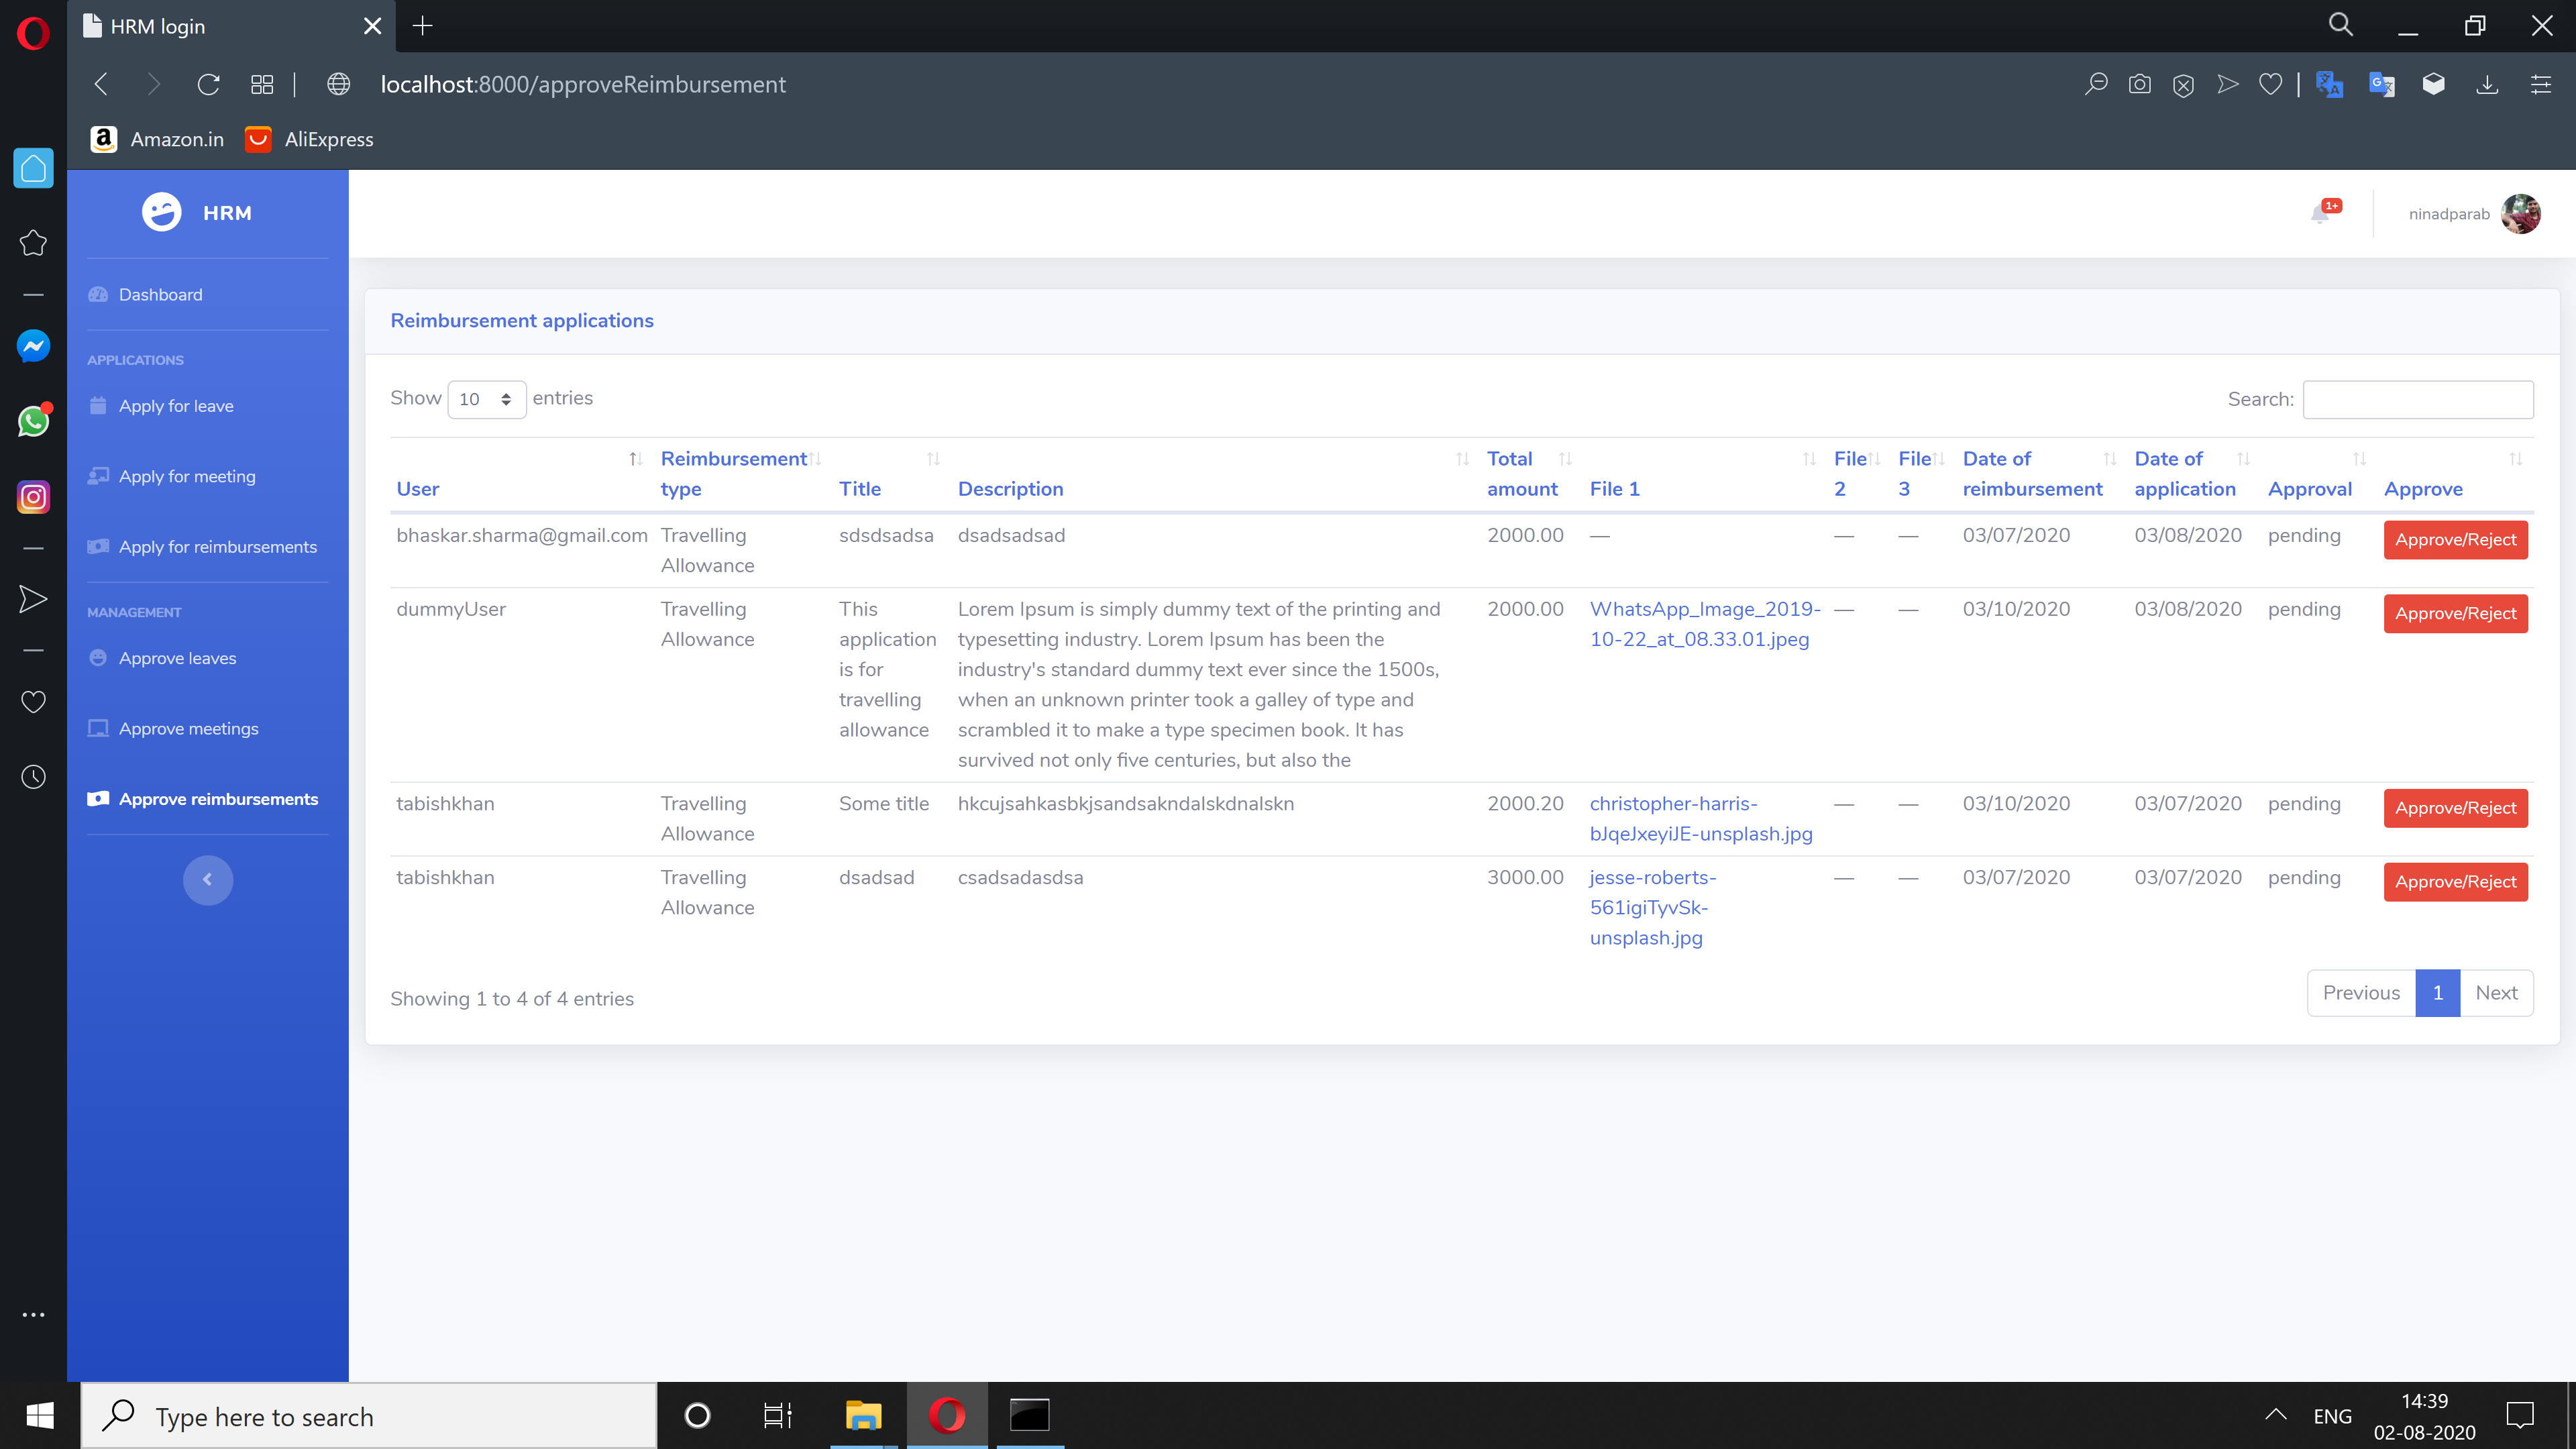 HRM login
localhost:8000/approveReimbursement
Amazon.in
AliExpress
HRM
1+
ninadparab
Dashboard
APPLICATIONS
Apply for leave
Apply for meeting
Apply for reimbursements
MANAGEMENT
Approve leaves
Approve meetings
Approve reimbursements
Reimbursement applications
Show 10 entries
Search:
User
Reimbursement
type
Title
Description
Total
amount
File 1
File
2
File
3
Date of
reimbursement
Date of
application
Approval
Approve
bhaskar.sharma@gmail.com
Travelling
Allowance
sdsdsadsa
dsadsadsad
2000.00
—
—
—
03/07/2020
03/08/2020
pending
Approve/Reject
dummyUser
Travelling
Allowance
This
application
is for
travelling
allowance
Lorem Ipsum is simply dummy text of the printing and
typesetting industry. Lorem Ipsum has been the
industry's standard dummy text ever since the 1500s,
when an unknown printer took a galley of type and
scrambled it to make a type specimen book. It has
survived not only five centuries, but also the
2000.00
WhatsApp_Image_2019-
10-22_at_08.33.01.jpeg
—
—
03/10/2020
03/08/2020
pending
Approve/Reject
tabishkhan
Travelling
Allowance
Some title
hkcujsahkasbkjsandsakndalskdnalskn
2000.20
christopher-harris-
bJqeJxeyiJE-unsplash.jpg
—
—
03/10/2020
03/07/2020
pending
Approve/Reject
tabishkhan
Travelling
Allowance
dsadsad
csadsadasdsa
3000.00
jesse-roberts-
561igiTyvSk-
unsplash.jpg
—
—
03/07/2020
03/07/2020
pending
Approve/Reject
Showing 1 to 4 of 4 entries
Previous 1 Next
Type here to search
ENG
14:39
02-08-2020